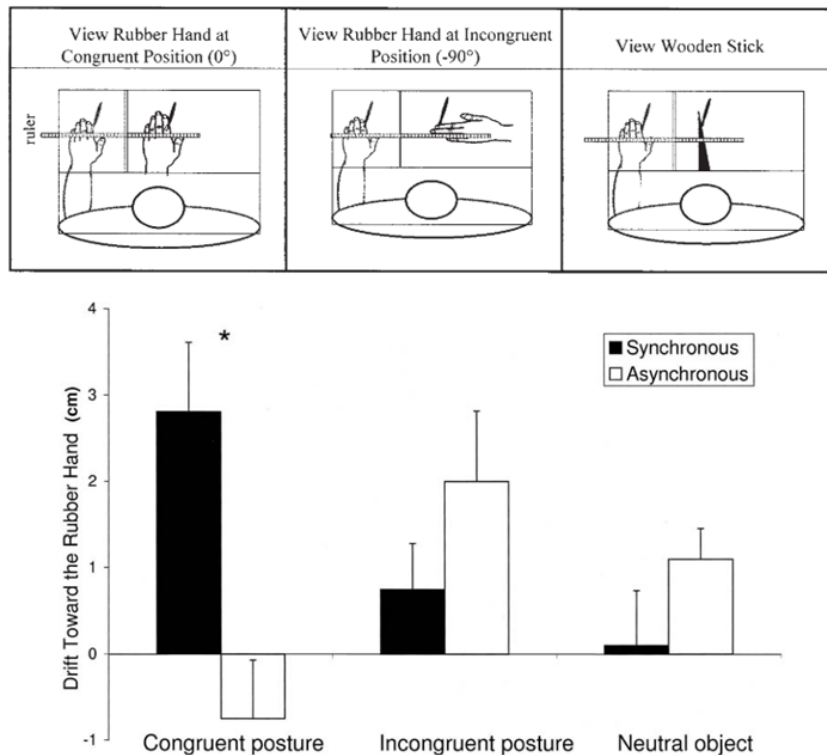 View Rubber Hand at
Congruent Position (0°)
View Rubber Hand at Incongruent
Position (-90°)
View Wooden Stick
ruler
4
3
2
1
0
-1
Drift Toward the Rubber Hand (cm)
*
Synchronous
Asynchronous
Congruent posture
Incongruent posture
Neutral object